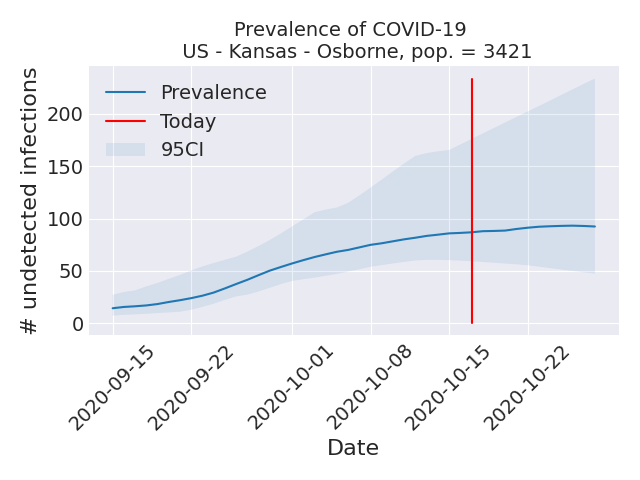 Prevalence of COVID-19
US - Kansas - Osborne, pop. = 3421
Prevalence
Today
95CI
# undetected infections
200
150
100
50
0
2020-09-15
2020-09-22
2020-10-01
2020-10-08
2020-10-15
2020-10-22
Date